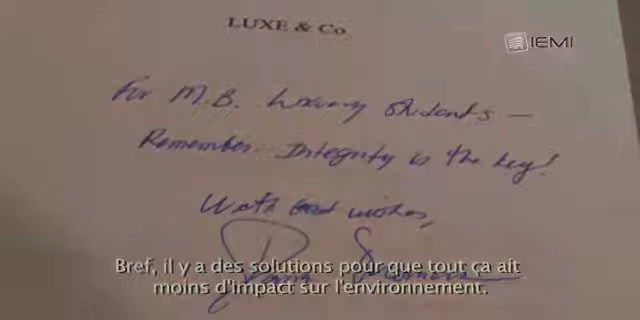 LUXE & Co
IEMI
For M.B. Luxury Students —
Remember- Integrity is the key!
With best wishes,
Bref, il y a des solutions pour que tout ça ait
moins d'impact sur l'environnement.